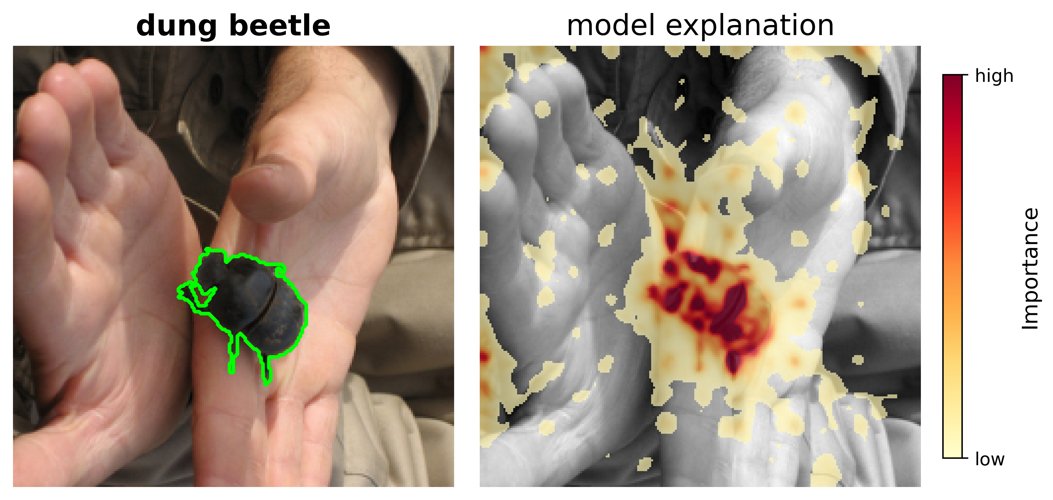 dung beetle
model explanation
high
Importance
low